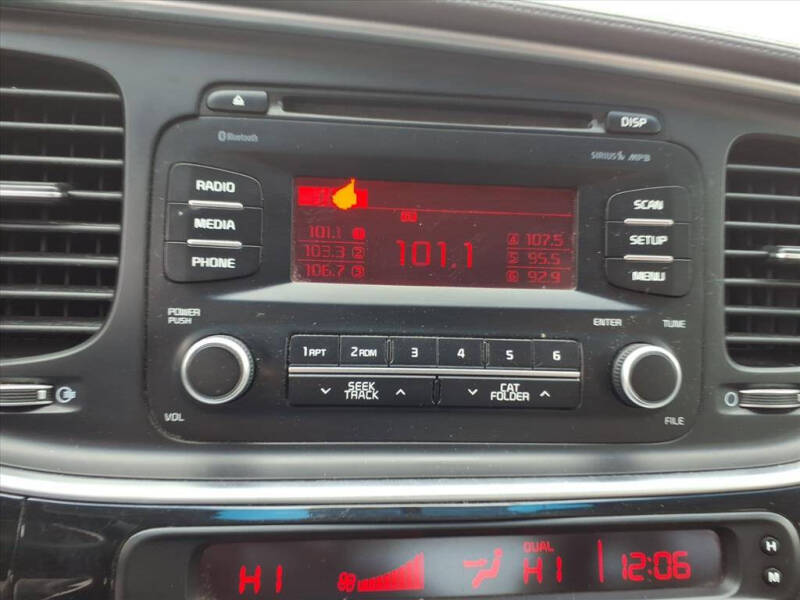 DISP
Bluetooth
SIRIUS MP3
RADIO
MEDIA
PHONE
101.1 1
103.3 2
106.7 3
101.1
4 107.5
5 95.5
6 92.9
SCAN
SETUP
MENU
POWER
PUSH
VOL
1 RPT 2 RDM 3 4 5 6
SEEK
TRACK
CAT
FOLDER
ENTER TUNE
FILE
HI
DUAL
HI
12:06
H
M